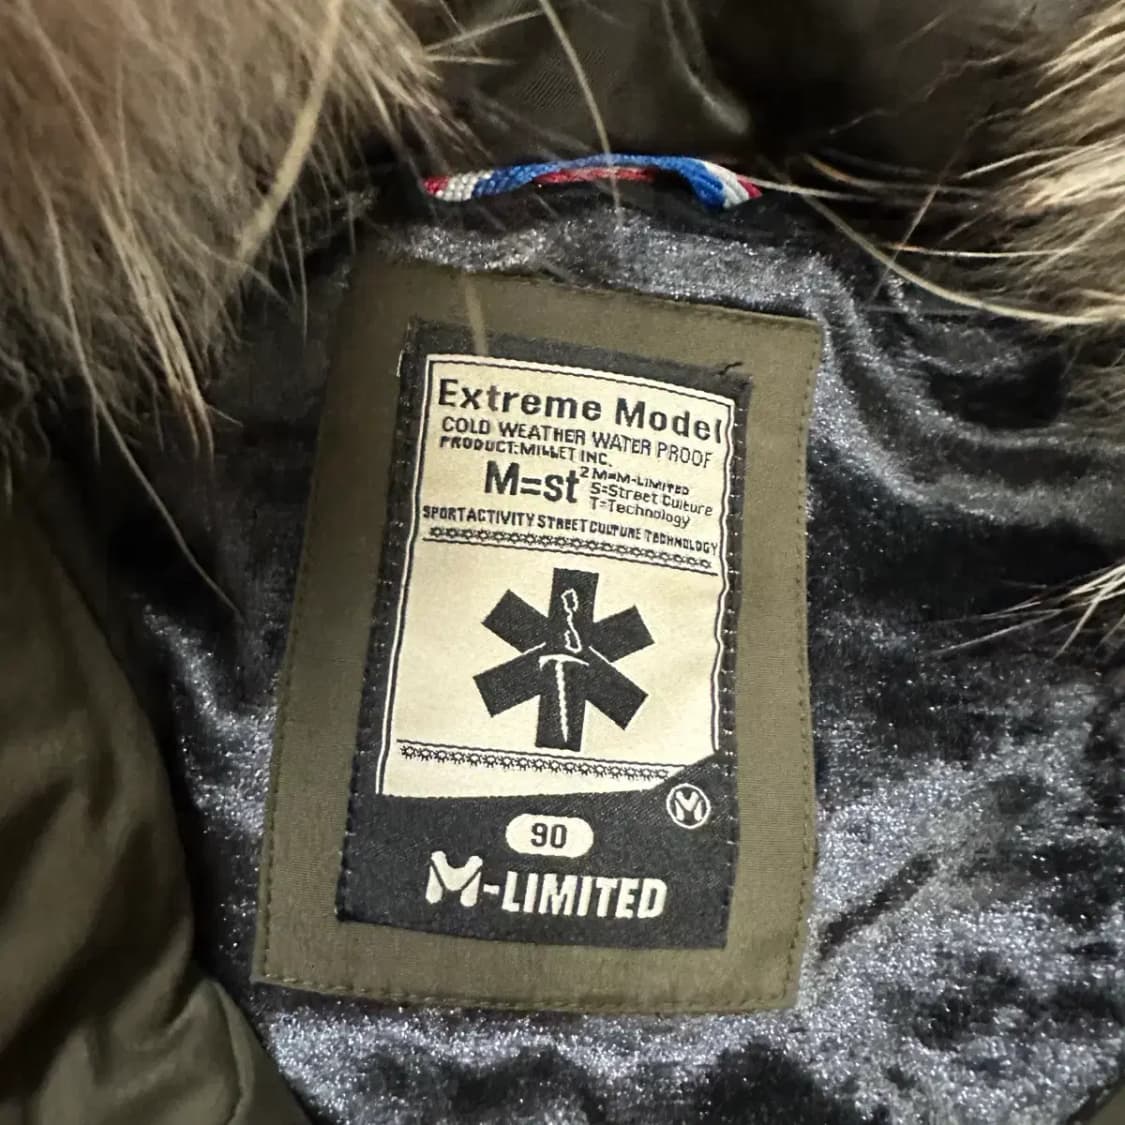 Extreme Model
COLD WEATHER WATER PROOF
PRODUCT:MILLET INC.
M=st²
M=M-LIMITED
S=Street Culture
T=Technology
SPORTACTIVITY STREET CULTURE TECHNOLOGY
M
90
M-LIMITED